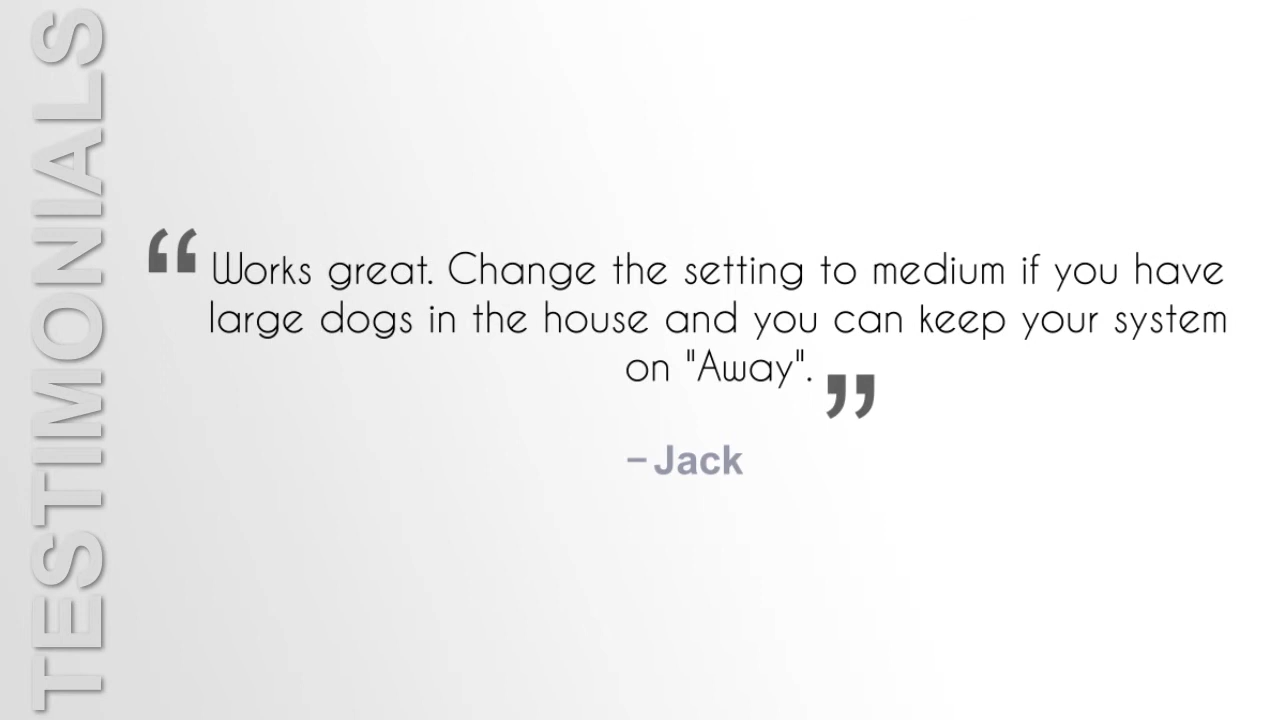 TESTIMONIALS
“Works great. Change the setting to medium if you have
large dogs in the house and you can keep your system
on "Away".”
– Jack